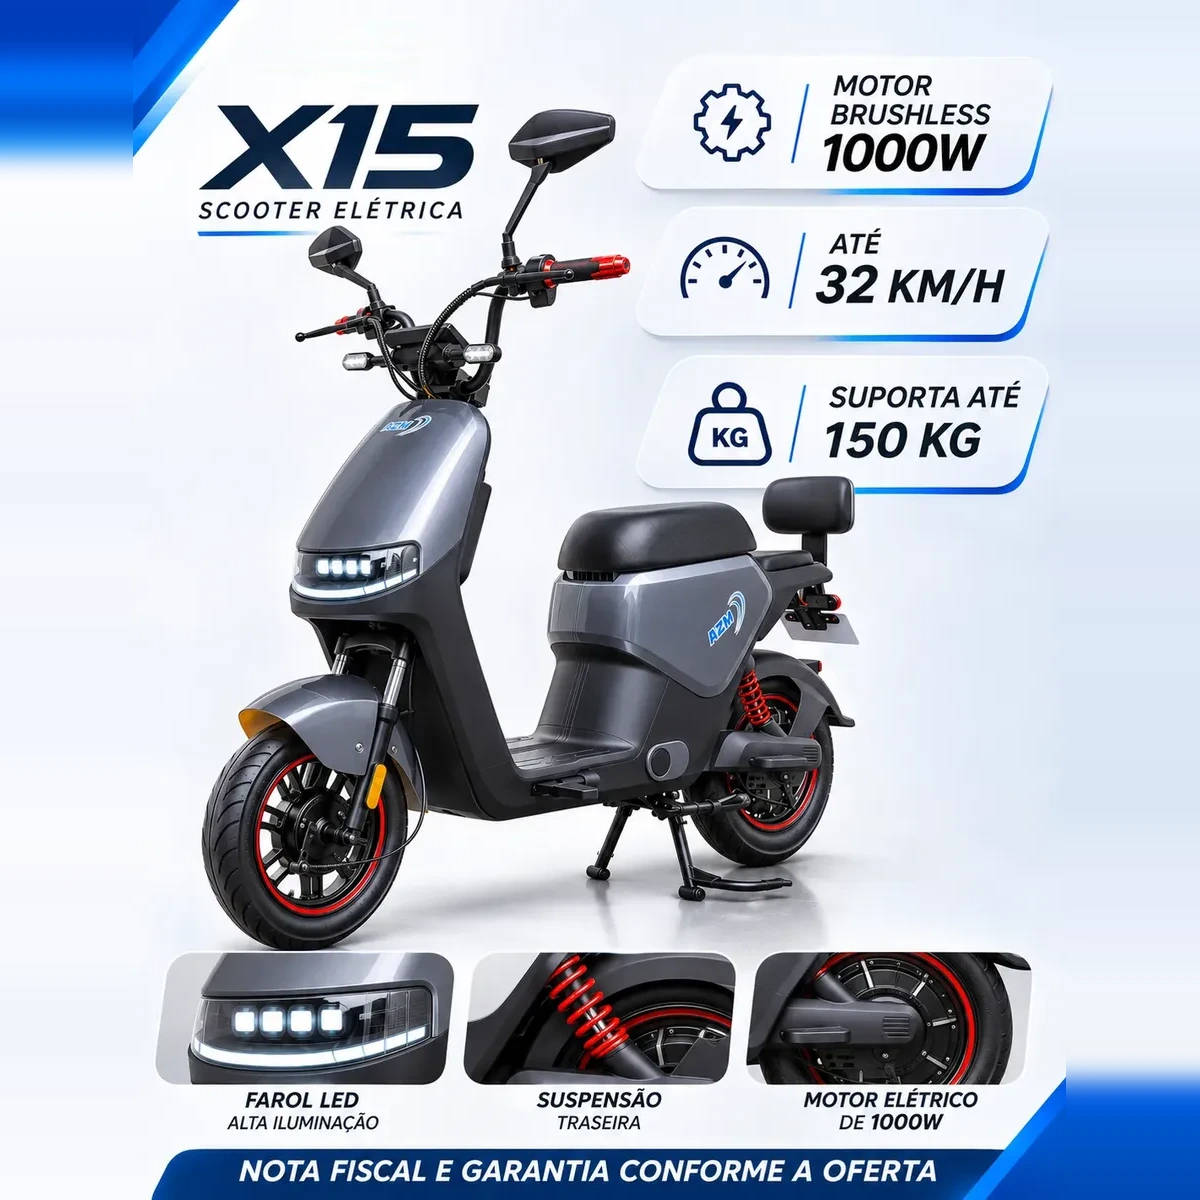 X15
SCOOTER ELÉTRICA
MOTOR
BRUSHLESS
1000W
ATÉ
32 KM/H
KG
SUPORTA ATÉ
150 KG
AZM
AZM
FAROL LED
ALTA ILUMINAÇÃO
SUSPENSÃO
TRASEIRA
MOTOR ELÉTRICO
DE 1000W
NOTA FISCAL E GARANTIA CONFORME A OFERTA